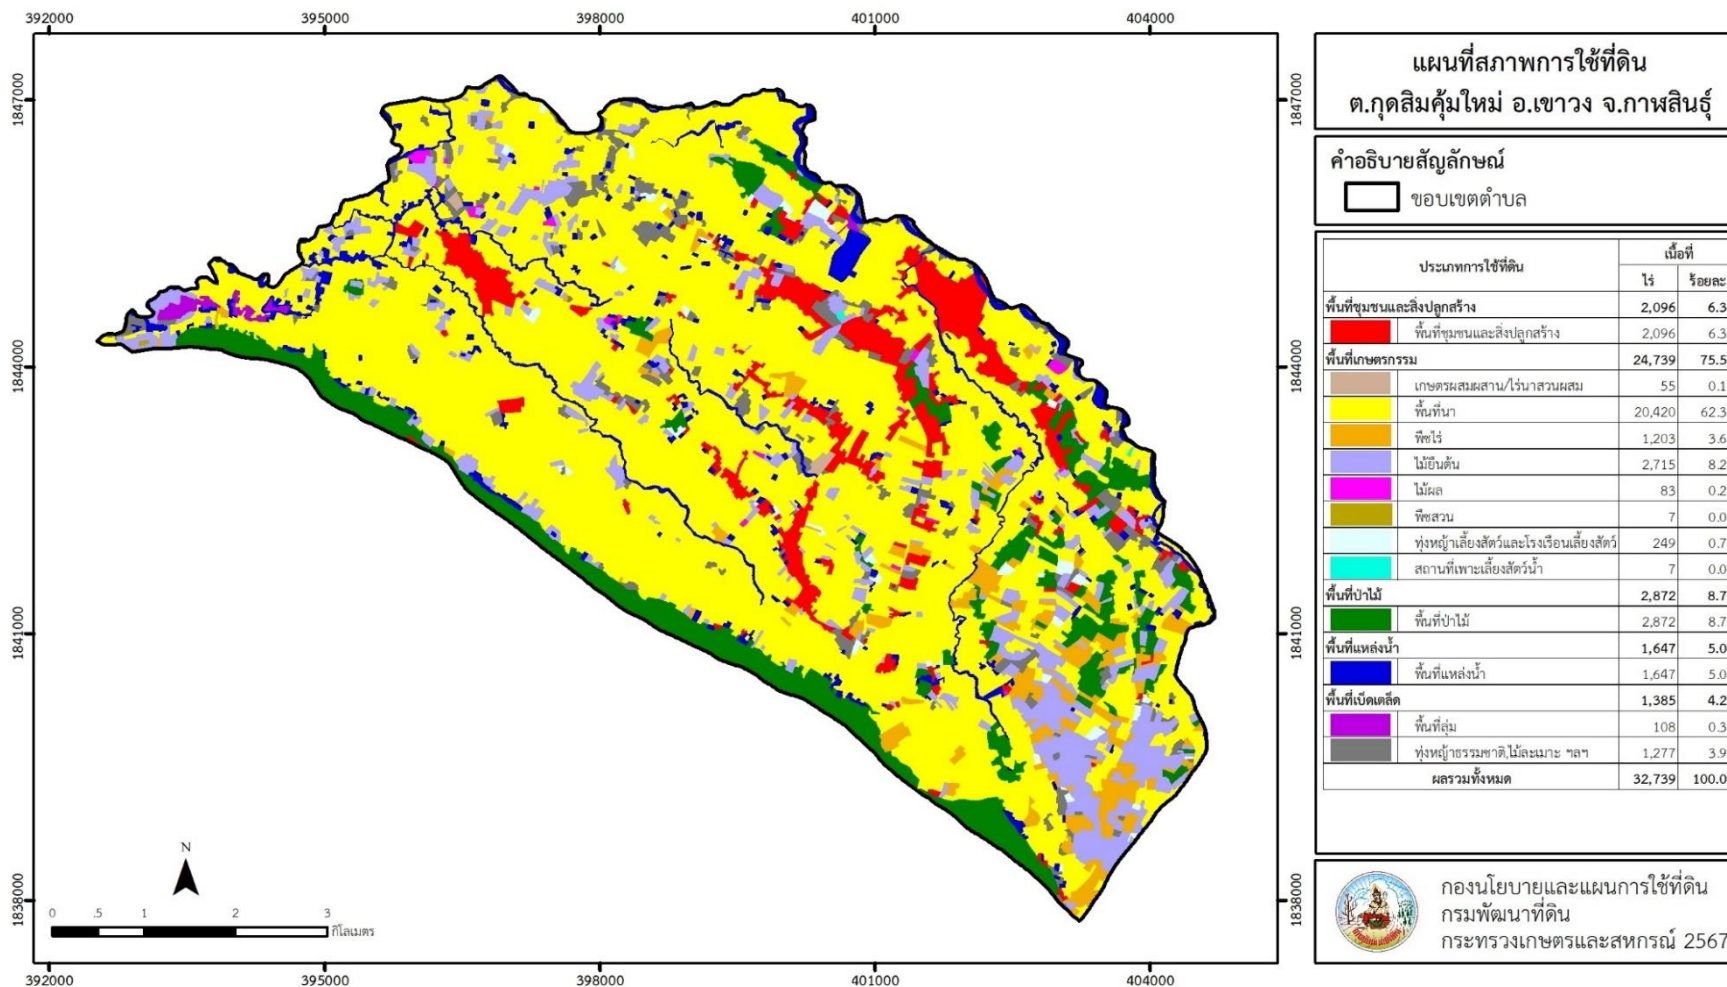 392000 395000 398000 401000 404000
1847000 1847000
1844000 1844000
1841000 1841000
1838000 1838000
N
0 .5 1 2 3
กิโลเมตร
392000 395000 398000 401000 404000
แผนที่สภาพการใช้ที่ดิน
ต.กุดสิมคุ้มใหม่ อ.เขาวง จ.กาฬสินธุ์
คำอธิบายสัญลักษณ์
ขอบเขตตำบล
ประเภทการใช้ที่ดิน เนื้อที่
ไร่ ร้อยละ
พื้นที่ชุมชนและสิ่งปลูกสร้าง 2,096 6.3
พื้นที่ชุมชนและสิ่งปลูกสร้าง 2,096 6.3
พื้นที่เกษตรกรรม 24,739 75.5
เกษตรผสมผสาน/ไร่นาสวนผสม 55 0.1
พื้นที่นา 20,420 62.3
พืชไร่ 1,203 3.6
ไม้ยืนต้น 2,715 8.2
ไม้ผล 83 0.2
พืชสวน 7 0.0
ทุ่งหญ้าเลี้ยงสัตว์และโรงเรือนเลี้ยงสัตว์ 249 0.7
สถานที่เพาะเลี้ยงสัตว์น้ำ 7 0.0
พื้นที่ป่าไม้ 2,872 8.7
พื้นที่ป่าไม้ 2,872 8.7
พื้นที่แหล่งน้ำ 1,647 5.0
พื้นที่แหล่งน้ำ 1,647 5.0
พื้นที่เบ็ดเตล็ด 1,385 4.2
พื้นที่ลุ่ม 108 0.3
ทุ่งหญ้าธรรมชาติ,ไม้ละเมาะ ฯลฯ 1,277 3.9
ผลรวมทั้งหมด 32,739 100.0
กองนโยบายและแผนการใช้ที่ดิน
กรมพัฒนาที่ดิน
กระทรวงเกษตรและสหกรณ์ 2567